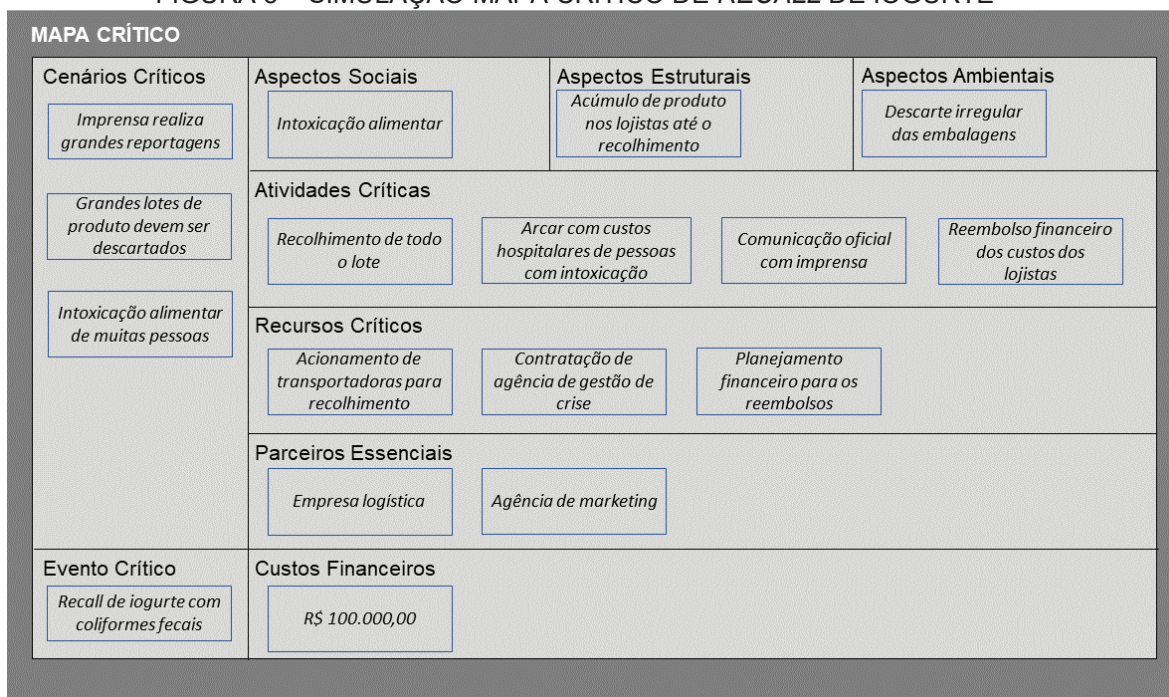 SIMULAÇÃO MAPA CRÍTICO DE IOGURTE
MAPA CRÍTICO
Cenários Críticos
Imprensa realiza
grandes reportagens
Grandes lotes de
produto devem ser
descartados
Intoxicação alimentar
de muitas pessoas
Aspectos Sociais
Intoxicação alimentar
Aspectos Estruturais
Acúmulo de produto
nos lojistas até o
recolhimento
Aspectos Ambientais
Descarte irregular
das embalagens
Atividades Críticas
Recolhimento de todo
o lote
Arcar com custos
hospitalares de pessoas
com intoxicação
Comunicação oficial
com imprensa
Reembolso financeiro
dos custos dos
lojistas
Recursos Críticos
Acionamento de
transportadoras para
recolhimento
Contratação de
agência de gestão de
crise
Planejamento
financeiro para os
reembolsos
Parceiros Essenciais
Empresa logística
Agência de marketing
Evento Crítico
Recall de iogurte com
coliformes fecais
Custos Financeiros
R$ 100.000,00